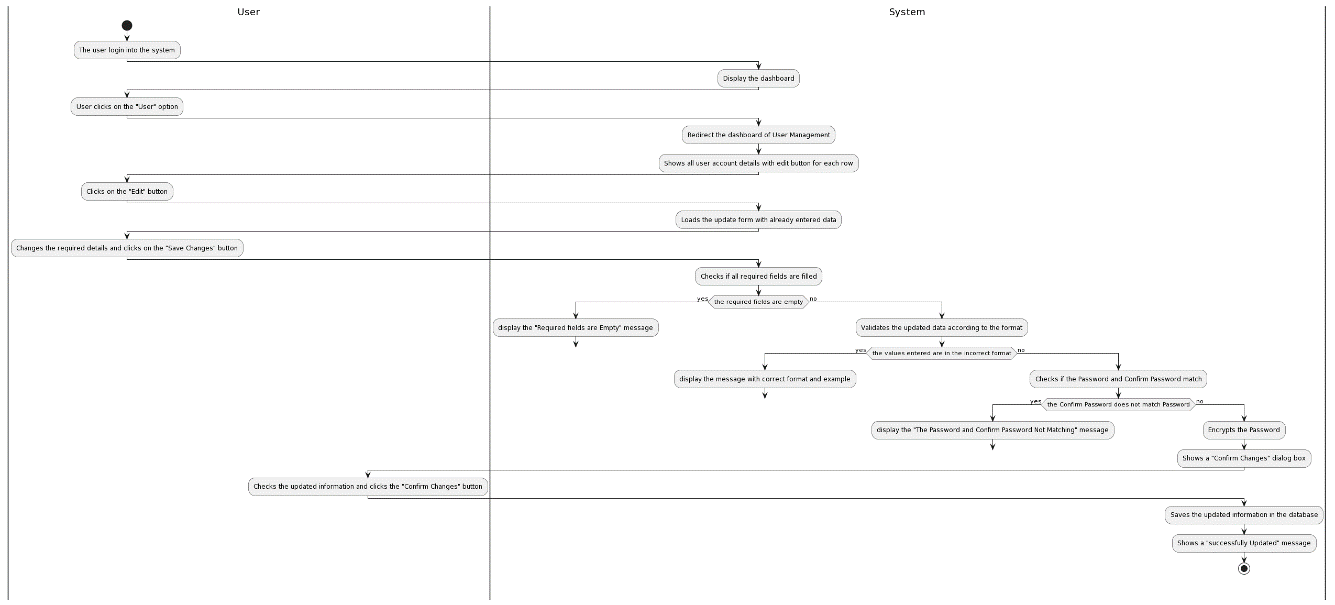 User
System
The user login into the system
Display the dashboard
User clicks on the "User" option
Redirect the dashboard of User Management
Shows all user account details with edit button for each row
Clicks on the "Edit" button
Loads the update form with already entered data
Changes the required details and clicks on the "Save Changes" button
Checks if all required fields are filled
yes
the required fields are empty
no
display the "Required fields are Empty" message
Validates the updated data according to the format
yes
the values entered are in the incorrect format
no
display the message with correct format and example
Checks if the Password and Confirm Password match
yes
the Confirm Password does not match Password
no
display the "The Password and Confirm Password Not Matching" message
Encrypts the Password
Shows a "Confirm Changes" dialog box
Checks the updated information and clicks the "Confirm Changes" button
Saves the updated information in the database
Shows a "successfully Updated" message